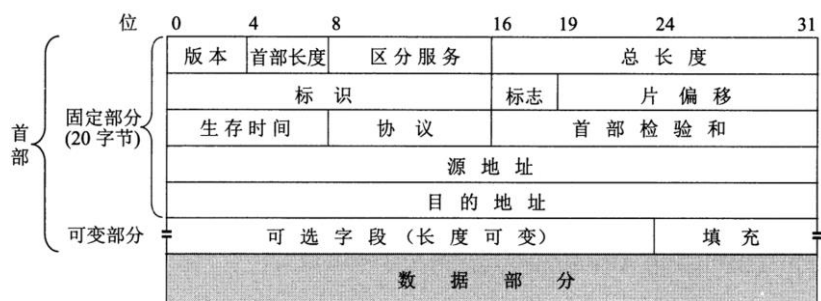 位 0 4 8 16 19 24 31
版本 首部长度 区分服务 总长度
标识 标志 片偏移
生存时间 协议 首部检验和
源地址
目的地址
可选字段（长度可变） 填充
数据部分
首部
固定部分
(20 字节)
可变部分